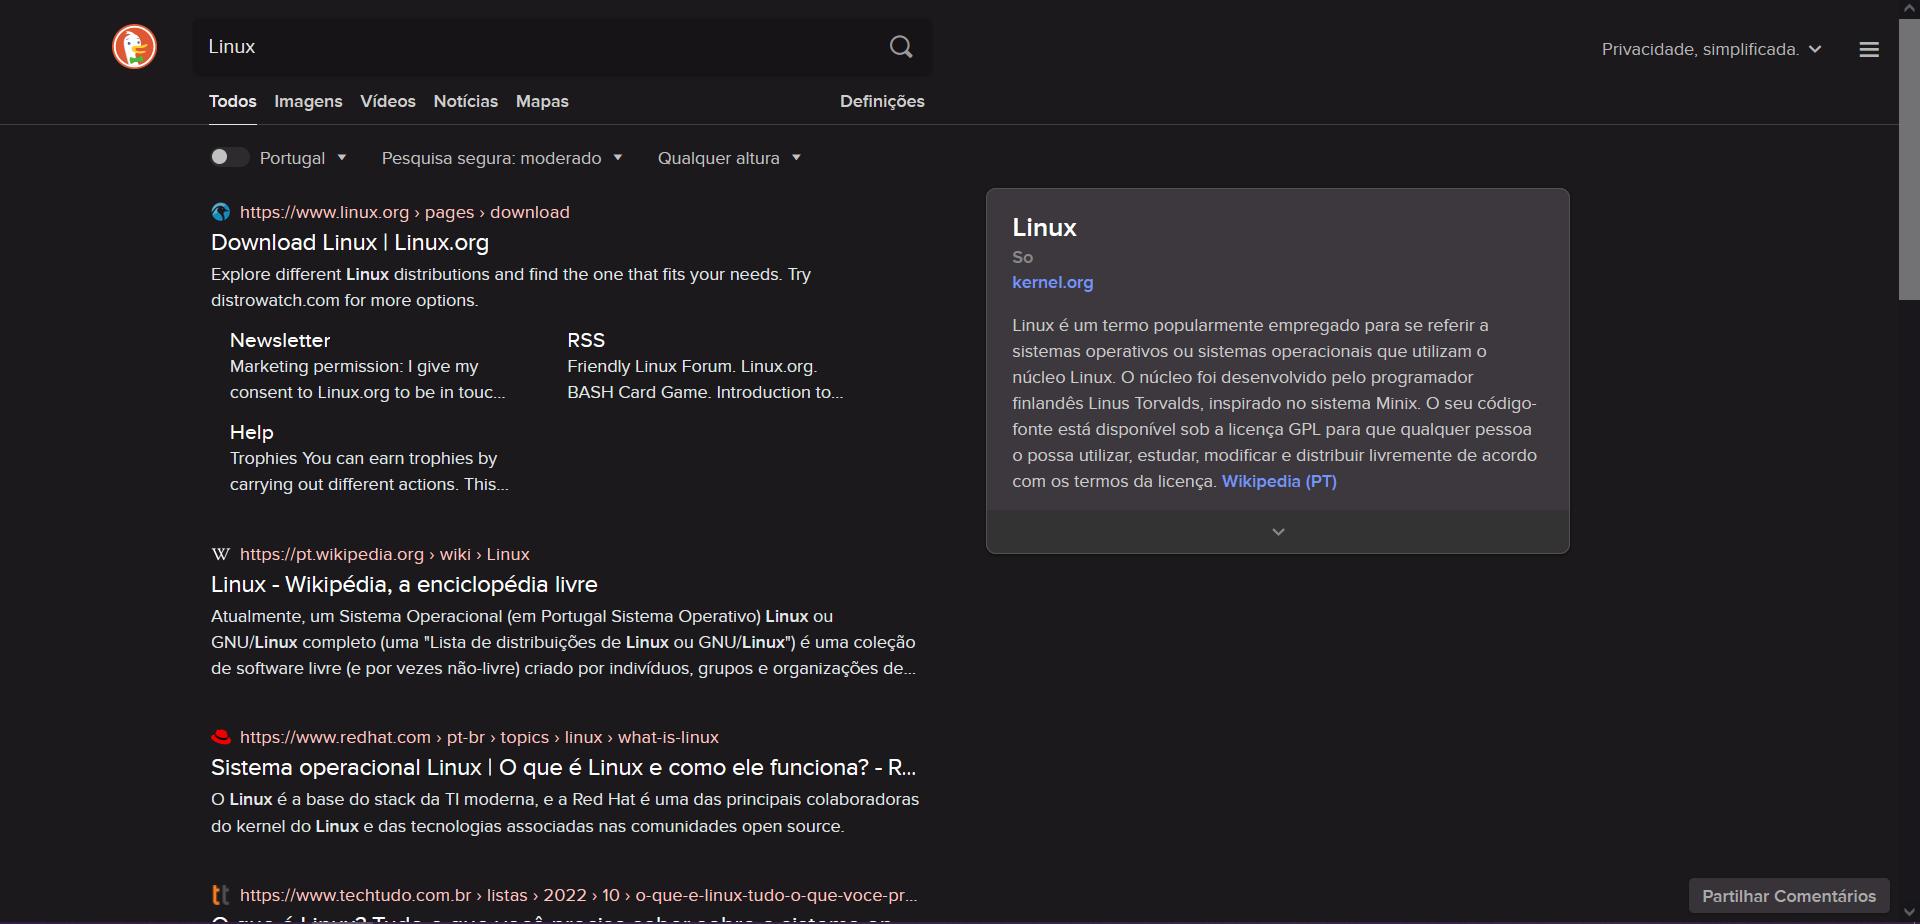 Linux
Privacidade, simplificada.
Todos Imagens Vídeos Notícias Mapas Definições
Portugal Pesquisa segura: moderado Qualquer altura
https://www.linux.org › pages › download
Download Linux | Linux.org
Explore different Linux distributions and find the one that fits your needs. Try
distrowatch.com for more options.
Newsletter
Marketing permission: I give my
consent to Linux.org to be in touc...
RSS
Friendly Linux Forum. Linux.org.
BASH Card Game. Introduction to...
Help
Trophies You can earn trophies by
carrying out different actions. This...
W https://pt.wikipedia.org › wiki › Linux
Linux - Wikipédia, a enciclopédia livre
Atualmente, um Sistema Operacional (em Portugal Sistema Operativo) Linux ou
GNU/Linux completo (uma "Lista de distribuições de Linux ou GNU/Linux") é uma coleção
de software livre (e por vezes não-livre) criado por indivíduos, grupos e organizações de...
https://www.redhat.com › pt-br › topics › linux › what-is-linux
Sistema operacional Linux | O que é Linux e como ele funciona? - R...
O Linux é a base do stack da TI moderna, e a Red Hat é uma das principais colaboradoras
do kernel do Linux e das tecnologias associadas nas comunidades open source.
tt https://www.techtudo.com.br › listas › 2022 › 10 › o-que-e-linux-tudo-o-que-voce-pr...
O que é Linux? Tudo o que você precisa saber sobre o sistema op...
Linux
So
kernel.org
Linux é um termo popularmente empregado para se referir a
sistemas operativos ou sistemas operacionais que utilizam o
núcleo Linux. O núcleo foi desenvolvido pelo programador
finlandês Linus Torvalds, inspirado no sistema Minix. O seu código-
fonte está disponível sob a licença GPL para que qualquer pessoa
o possa utilizar, estudar, modificar e distribuir livremente de acordo
com os termos da licença. Wikipedia (PT)
Partilhar Comentários